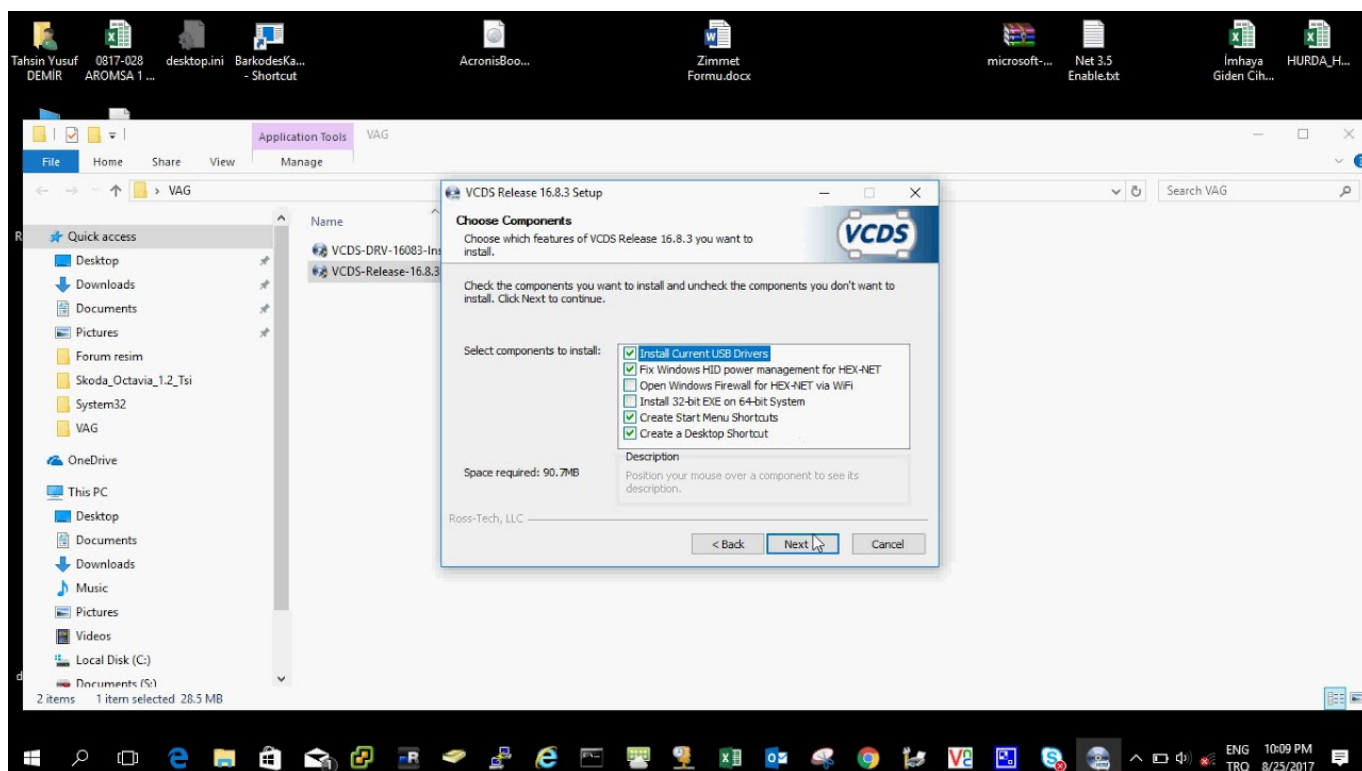 Tahsin Yusuf
DEMİR
0817-028
AROMSA 1 ...
desktop.ini
BarkodesKa...
- Shortcut
AcronisBoo...
Zimmet
Formu.docx
microsoft-...
Net 3.5
Enable.txt
İmhaya
Giden Cih...
HURDA_H...
Application Tools
VAG
File
Home
Share
View
Manage
VAG
Search VAG
Quick access
Desktop
Downloads
Documents
Pictures
Forum resim
Skoda_Octavia_1.2_Tsi
System32
VAG
OneDrive
This PC
Desktop
Documents
Downloads
Music
Pictures
Videos
Local Disk (C:)
Documents (S:)
Name
VCDS-DRV-16083-Ins
VCDS-Release-16.8.3
VCDS Release 16.8.3 Setup
Choose Components
Choose which features of VCDS Release 16.8.3 you want to
install.
VCDS
Check the components you want to install and uncheck the components you don't want to
install. Click Next to continue.
Select components to install:
Install Current USB Drivers
Fix Windows HID power management for HEX-NET
Open Windows Firewall for HEX-NET via WiFi
Install 32-bit EXE on 64-bit System
Create Start Menu Shortcuts
Create a Desktop Shortcut
Space required: 90.7MB
Description
Position your mouse over a component to see its
description.
Ross-Tech, LLC
< Back
Next
Cancel
2 items
1 item selected 28.5 MB
ENG
TRQ
10:09 PM
8/25/2017